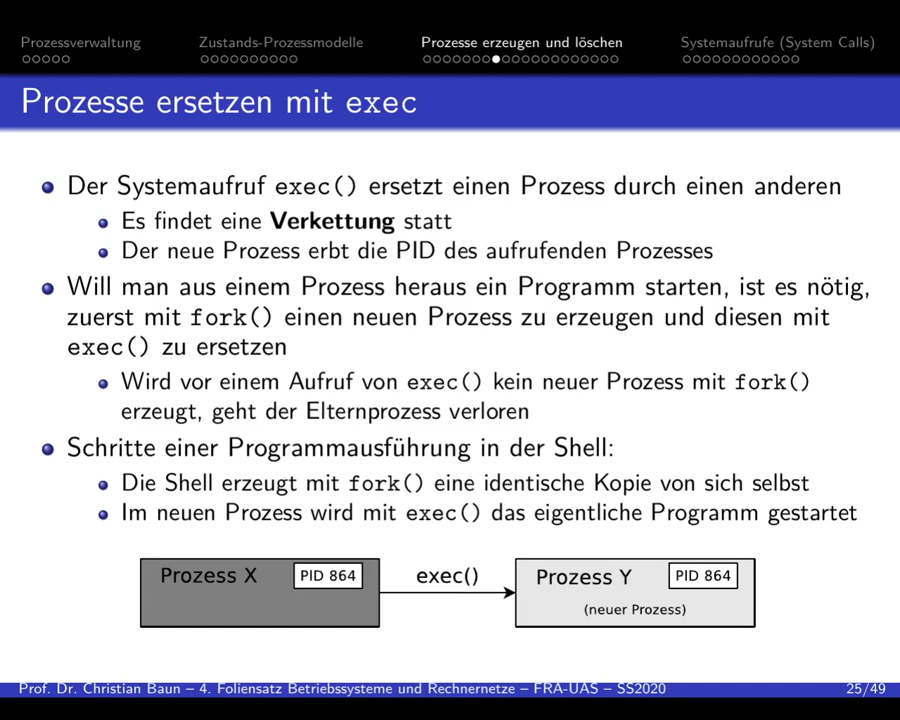 Prozessverwaltung Zustands-Prozessmodelle Prozesse erzeugen und löschen Systemaufrufe (System Calls)
Prozesse ersetzen mit exec
Der Systemaufruf exec() ersetzt einen Prozess durch einen anderen
Es findet eine Verkettung statt
Der neue Prozess erbt die PID des aufrufenden Prozesses
Will man aus einem Prozess heraus ein Programm starten, ist es nötig,
zuerst mit fork() einen neuen Prozess zu erzeugen und diesen mit
exec() zu ersetzen
Wird vor einem Aufruf von exec() kein neuer Prozess mit fork()
erzeugt, geht der Elternprozess verloren
Schritte einer Programmausführung in der Shell:
Die Shell erzeugt mit fork() eine identische Kopie von sich selbst
Im neuen Prozess wird mit exec() das eigentliche Programm gestartet
Prozess X PID 864 exec() Prozess Y PID 864
(neuer Prozess)
Prof. Dr. Christian Baun – 4. Foliensatz Betriebssysteme und Rechnernetze – FRA-UAS – SS2020 25/49